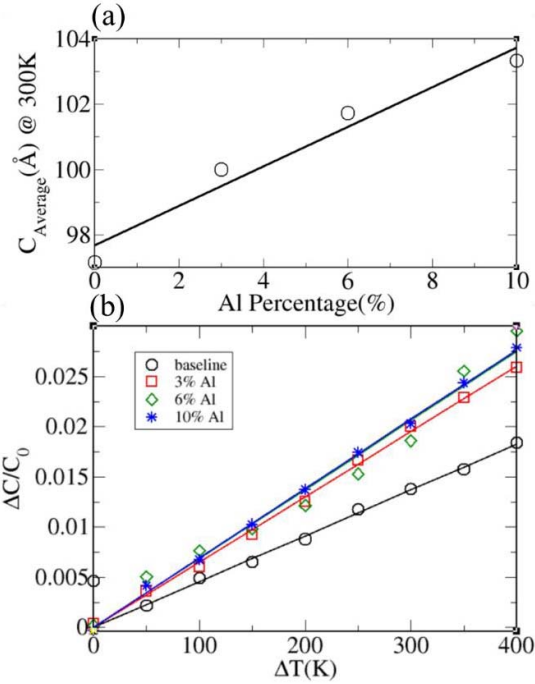 (a)
C_Average(Å) @ 300K
104
102
100
98
0 2 4 6 8 10
Al Percentage(%)
(b)
baseline
3% Al
6% Al
10% Al
ΔC/C₀
0.025
0.02
0.015
0.01
0.005
0
0 100 200 300 400
ΔT(K)